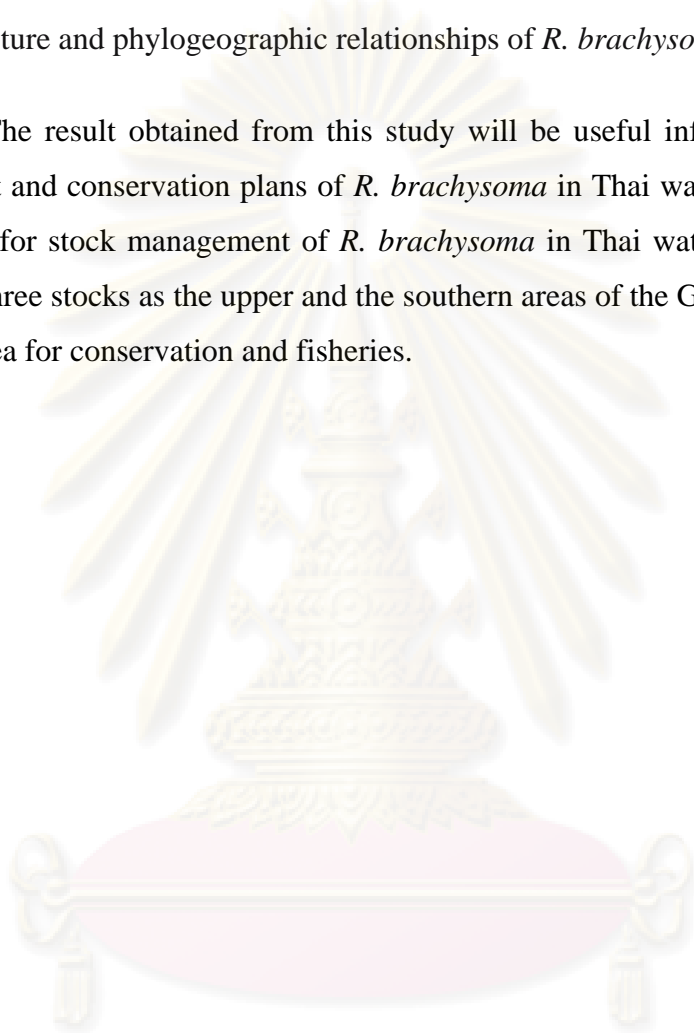 ture and phylogeographic relationships of R. brachyso
he result obtained from this study will be useful inf
and conservation plans of R. brachysoma in Thai wa
for stock management of R. brachysoma in Thai wat
hree stocks as the upper and the southern areas of the G
ea for conservation and fisheries.